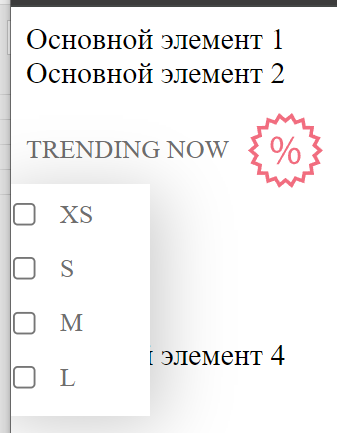 Основной элемент 1
Основной элемент 2
TRENDING NOW %
XS
S
M
элемент 4
L